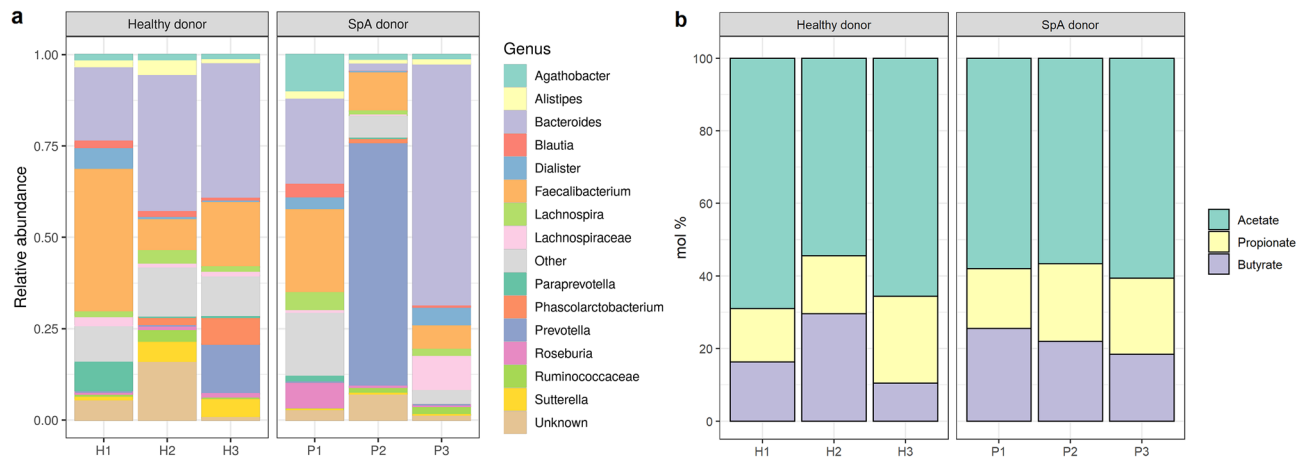 a
Healthy donor
SpA donor
Relative abundance
1.00
0.75
0.50
0.25
0.00
H1
H2
H3
P1
P2
P3
Genus
Agathobacter
Alistipes
Bacteroides
Blautia
Dialister
Faecalibacterium
Lachnospira
Lachnospiraceae
Other
Paraprevotella
Phascolarctobacterium
Prevotella
Roseburia
Ruminococcaceae
Sutterella
Unknown
b
Healthy donor
SpA donor
mol %
100
80
60
40
20
0
H1
H2
H3
P1
P2
P3
Acetate
Propionate
Butyrate